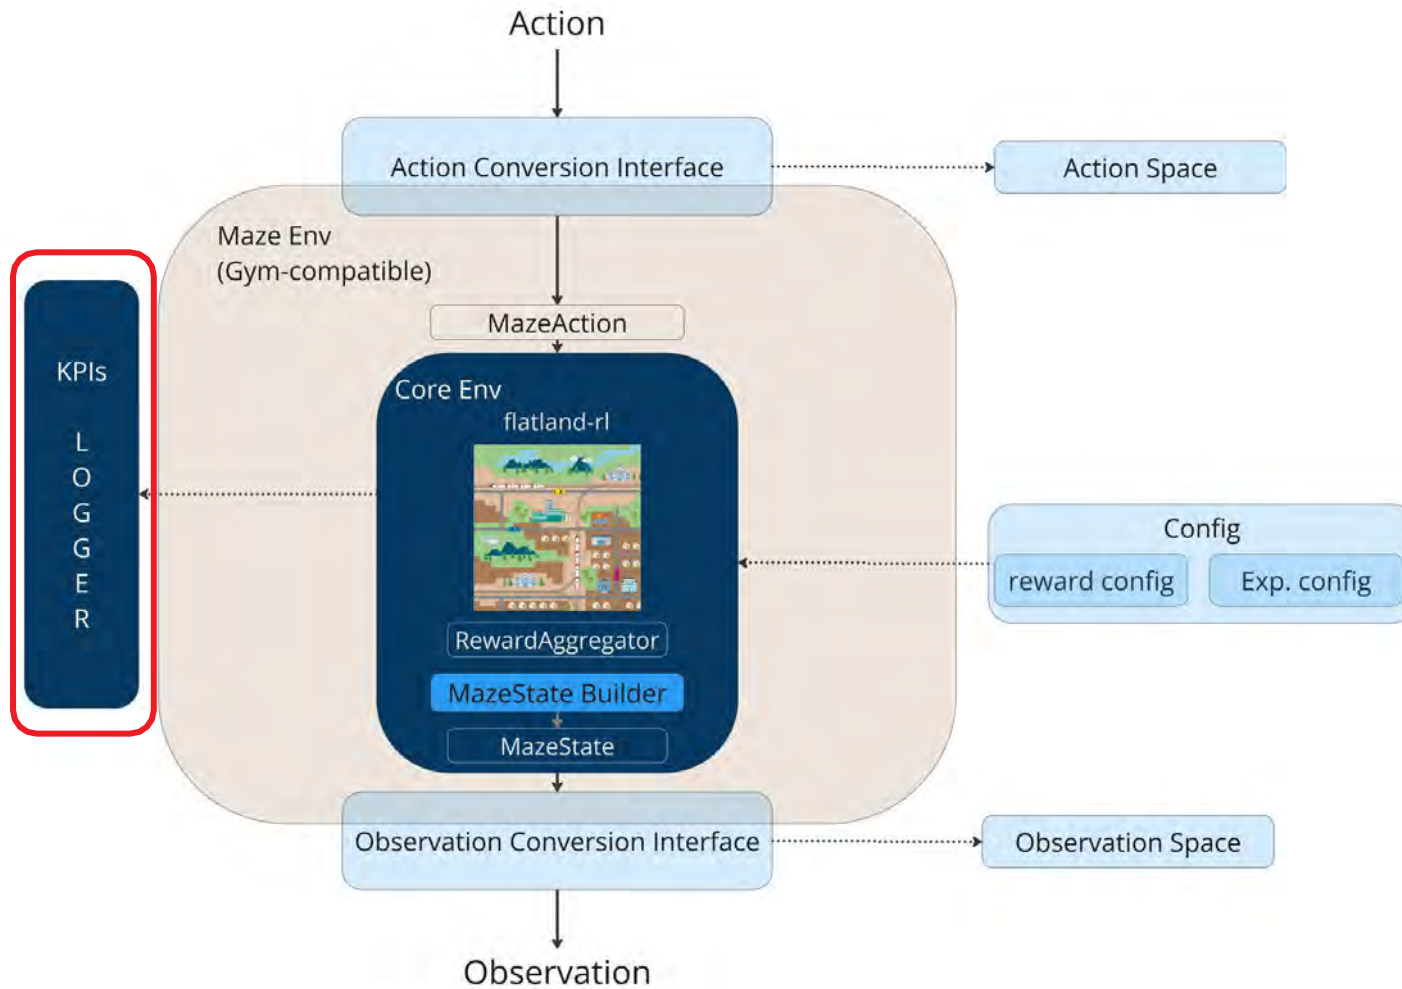 Action
Action Conversion Interface
Action Space
Maze Env
(Gym-compatible)
MazeAction
KPIs
L
O
G
G
E
R
Core Env
flatland-rl
Config
reward config
Exp. config
RewardAggregator
MazeState Builder
MazeState
Observation Conversion Interface
Observation Space
Observation